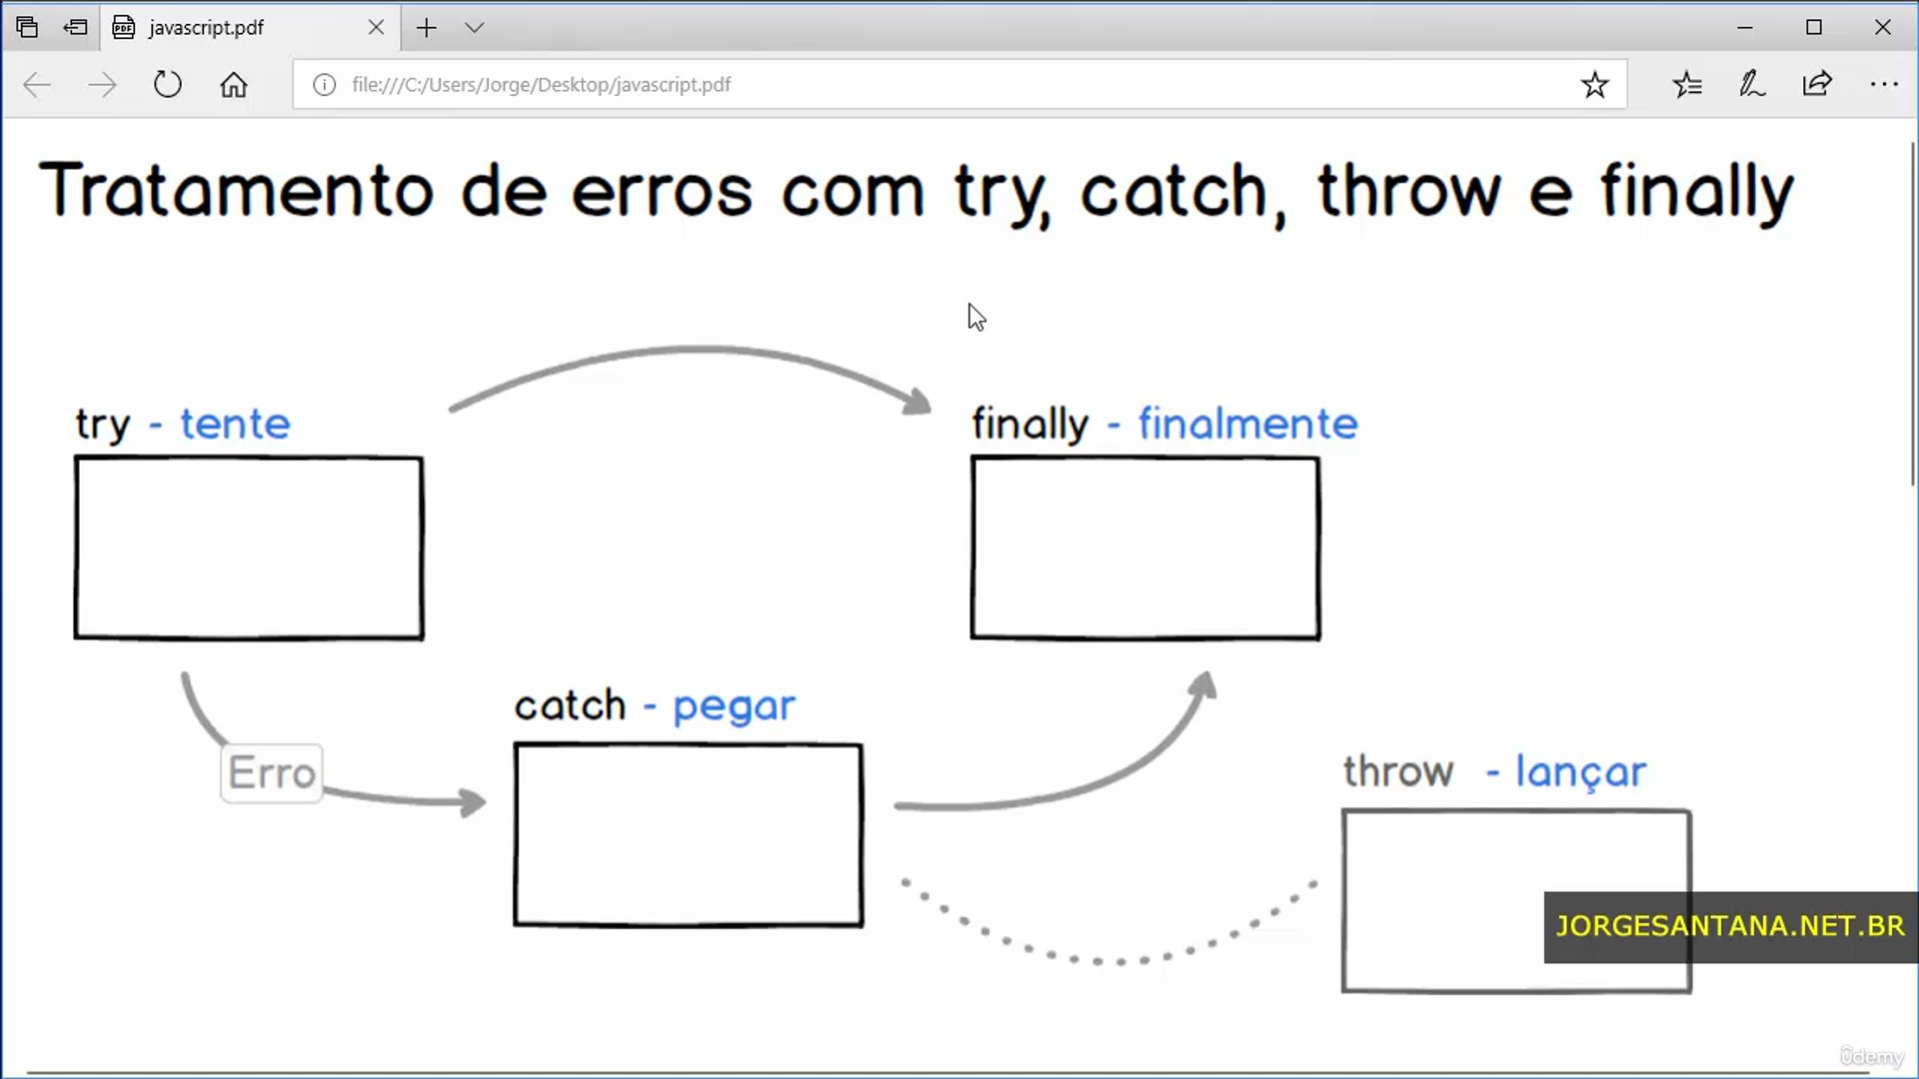 javascript.pdf
file:///C:/Users/Jorge/Desktop/javascript.pdf
Tratamento de erros com try, catch, throw e finally
try - tente
finally - finalmente
catch - pegar
Erro
throw - lançar
JORGESANTANA.NET.BR
ûdemy